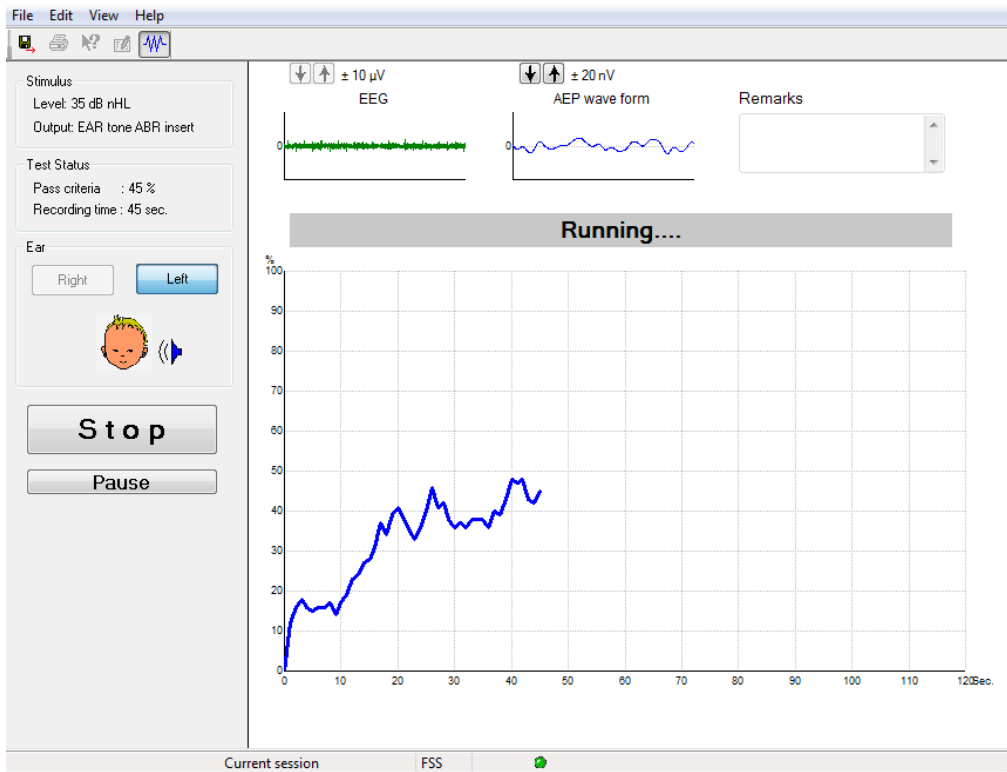 File Edit View Help
Stimulus
Level: 35 dB nHL
Output: EAR tone ABR insert
Test Status
Pass criteria : 45 %
Recording time : 45 sec.
Ear
Right Left
Stop
Pause
± 10 µV
EEG
0
± 20 nV
AEP wave form
0
Remarks
Running....
%
100
90
80
70
60
50
40
30
20
10
0
0 10 20 30 40 50 60 70 80 90 100 110 120Sec.
Current session FSS